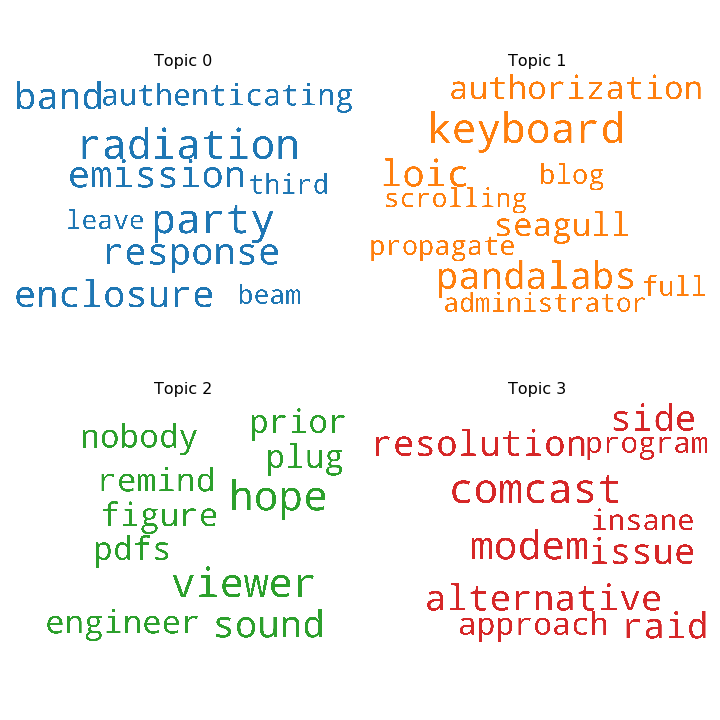 Topic 0
band authenticating
radiation
emission third
leave party
response
enclosure beam
Topic 1
authorization
keyboard
loic blog
scrolling
seagull
propagate
pandalabs full
administrator
Topic 2
prior
nobody
plug
remind hope
figure
pdfs
viewer
engineer sound
Topic 3
side
resolution program
comcast
insane
modem issue
alternative
approach raid